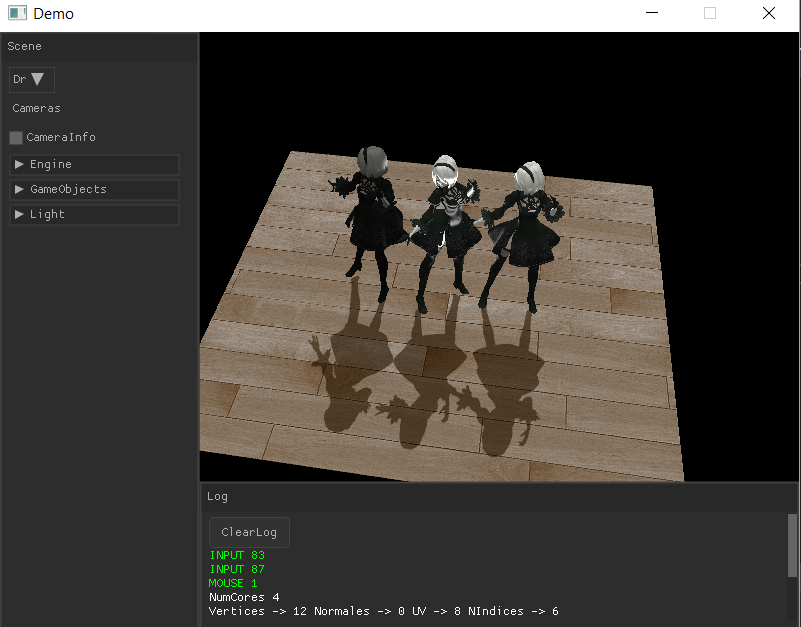 Demo
Scene
Dr
Cameras
CameraInfo
Engine
GameObjects
Light
Log
ClearLog
INPUT 83
INPUT 87
MOUSE 1
NumCores 4
Vertices -> 12 Normales -> 0 UV -> 8 NIndices -> 6